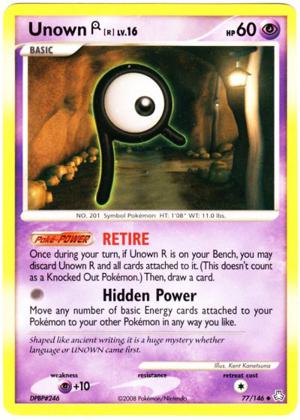 Unown R [R] LV.16 HP 60
BASIC
NO. 201 Symbol Pokémon HT: 1'08" WT: 11.0 lbs.
Poké-POWER RETIRE
Once during your turn, if Unown R is on your Bench, you may
discard Unown R and all cards attached to it. (This doesn't count
as a Knocked Out Pokémon.) Then, draw a card.
Hidden Power
Move any number of basic Energy cards attached to your
Pokémon to your other Pokémon in any way you like.
Shaped like ancient writing, it is a huge mystery whether
language or UNOWN came first.
Illus. Kent Kanetsuna
weakness resistance retreat cost
+10
DPBP#246 ©2008 Pokémon/Nintendo 77/146